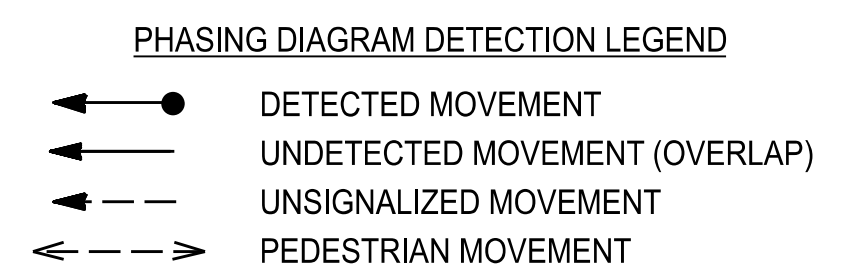 PHASING DIAGRAM DETECTION LEGEND
DETECTED MOVEMENT
UNDETECTED MOVEMENT (OVERLAP)
UNSIGNALIZED MOVEMENT
PEDESTRIAN MOVEMENT